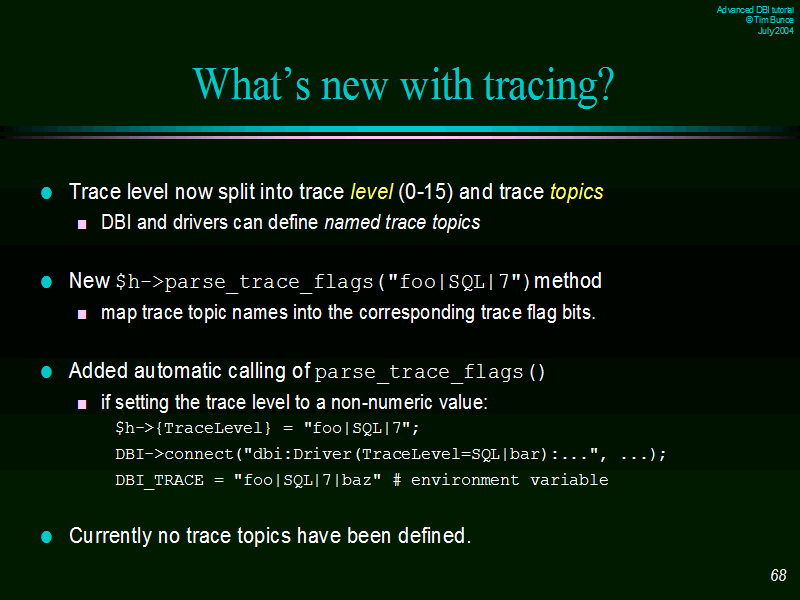 Advanced DBI tutorial
© Tim Bunce
July 2004
What's new with tracing?
Trace level now split into trace level (0-15) and trace topics
DBI and drivers can define named trace topics
New $h->parse_trace_flags("foo|SQL|7") method
map trace topic names into the corresponding trace flag bits.
Added automatic calling of parse_trace_flags()
if setting the trace level to a non-numeric value:
$h->{TraceLevel} = "foo|SQL|7";
DBI->connect("dbi:Driver(TraceLevel=SQL|bar):...", ...);
DBI_TRACE = "foo|SQL|7|baz" # environment variable
Currently no trace topics have been defined.
68